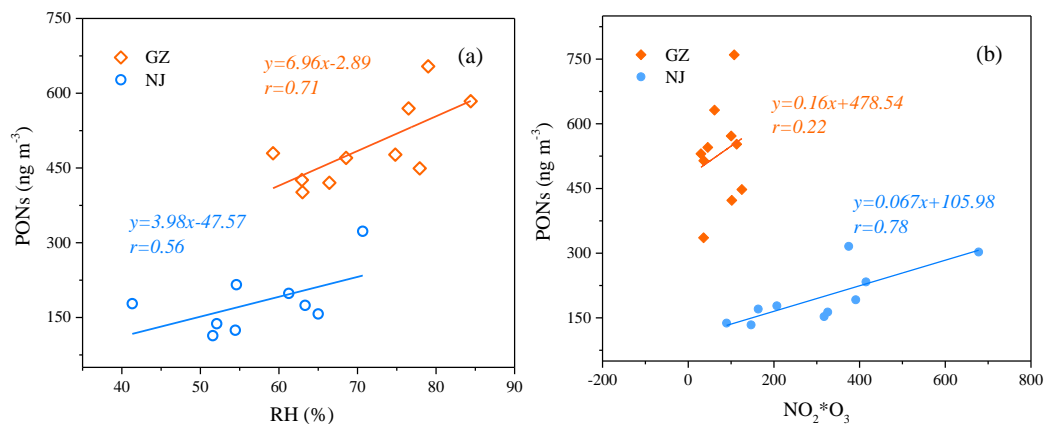 750
600
450
300
150
PONs (ng m⁻³)
GZ
NJ
(a)
y=6.96x-2.89
r=0.71
y=3.98x-47.57
r=0.56
40
50
60
70
80
90
RH (%)
750
600
450
300
150
PONs (ng m⁻³)
GZ
NJ
(b)
y=0.16x+478.54
r=0.22
y=0.067x+105.98
r=0.78
-200
0
200
400
600
800
NO₂*O₃